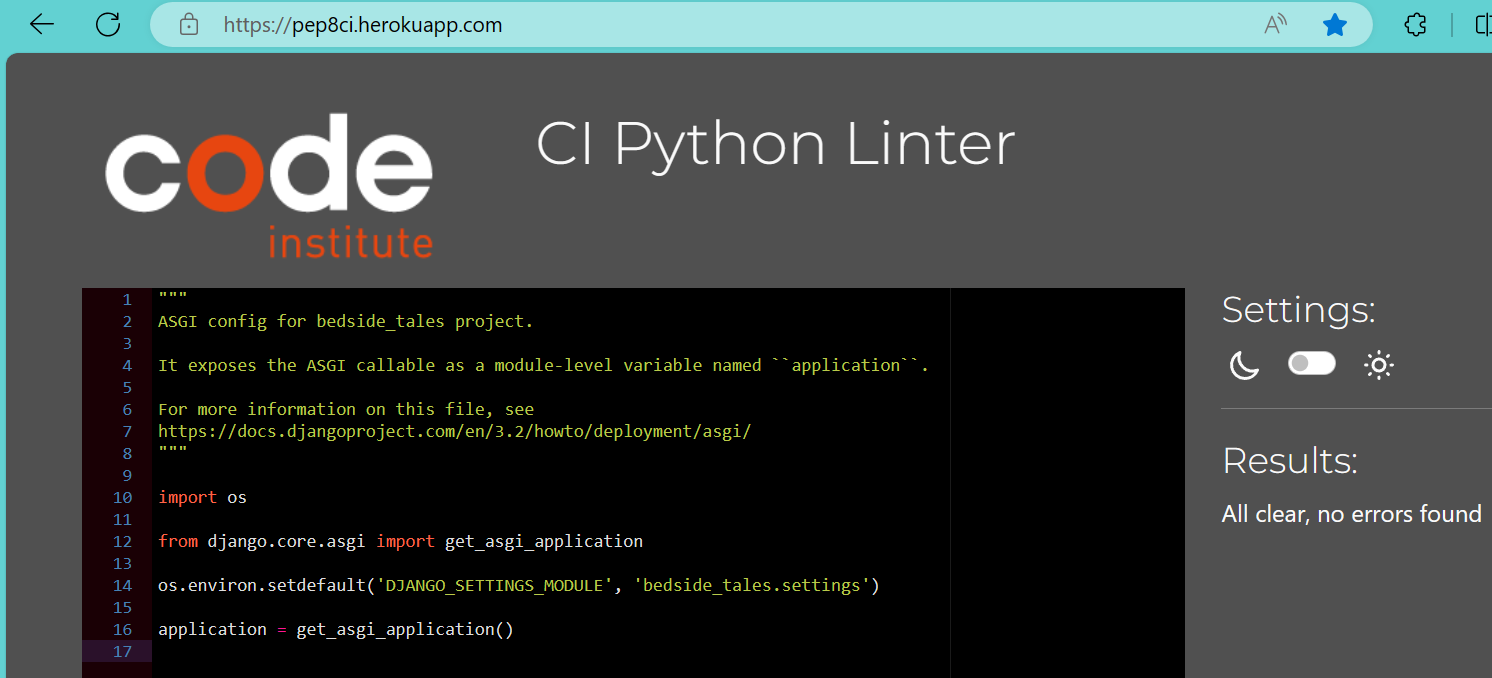 https://pep8ci.herokuapp.com
code
institute
CI Python Linter
1 """
2 ASGI config for bedside_tales project.
3
4 It exposes the ASGI callable as a module-level variable named ``application``.
5
6 For more information on this file, see
7 https://docs.djangoproject.com/en/3.2/howto/deployment/asgi/
8 """
9
10 import os
11
12 from django.core.asgi import get_asgi_application
13
14 os.environ.setdefault('DJANGO_SETTINGS_MODULE', 'bedside_tales.settings')
15
16 application = get_asgi_application()
17
Settings:
Results:
All clear, no errors found